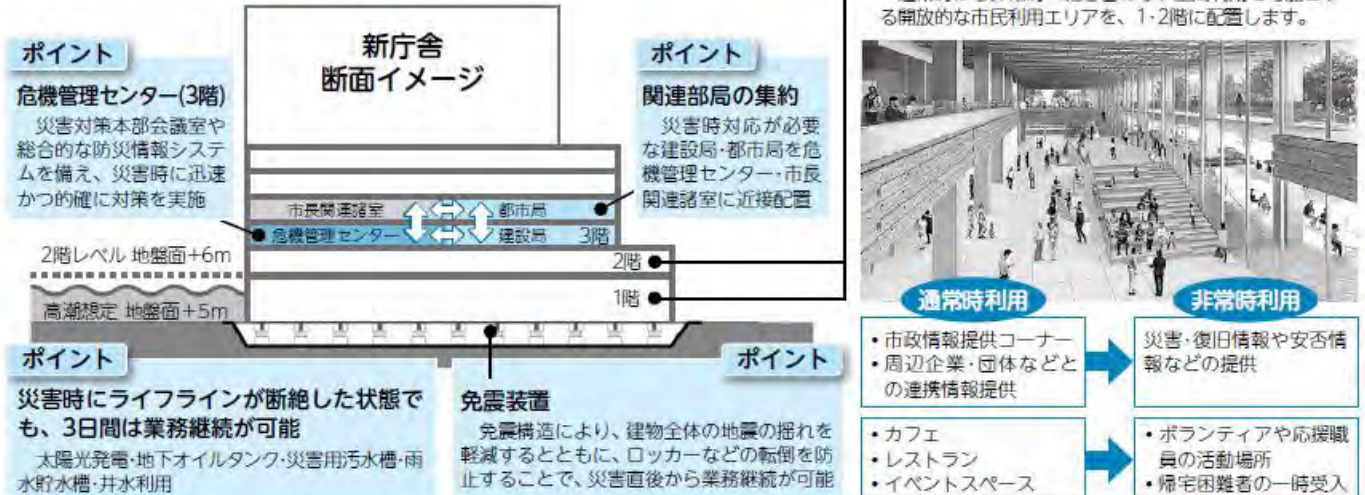 新庁舎
断面イメージ
ポイント
危機管理センター(3階)
災害対策本部会議室や
総合的な防災情報システ
ムを備え、災害時に迅速
かつ的確に対策を実施
ポイント
関連部局の集約
災害時対応が必要
な建設局・都市局を危
機管理センター・市長
関連諸室に近接配置
市長関連諸室
都市局
危機管理センター
建設局
3階
2階
1階
2階レベル 地盤面+6m
高潮想定 地盤面+5m
ポイント
災害時にライフラインが断絶した状態で
も、3日間は業務継続が可能
太陽光発電・地下オイルタンク・災害用汚水槽・雨
水貯水槽・井水利用
ポイント
免震装置
免震構造により、建物全体の地震の揺れを
軽減するとともに、ロッカーなどの転倒を防
止することで、災害直後から業務継続が可能
る開放的な市民利用エリアを、1・2階に配置します。
通常時利用
非常時利用
・市政情報提供コーナー
・周辺企業・団体などと
の連携情報提供
災害・復旧情報や安否情
報などの提供
・カフェ
・レストラン
・イベントスペース
・ボランティアや応援職
員の活動場所
・帰宅困難者の一時受入